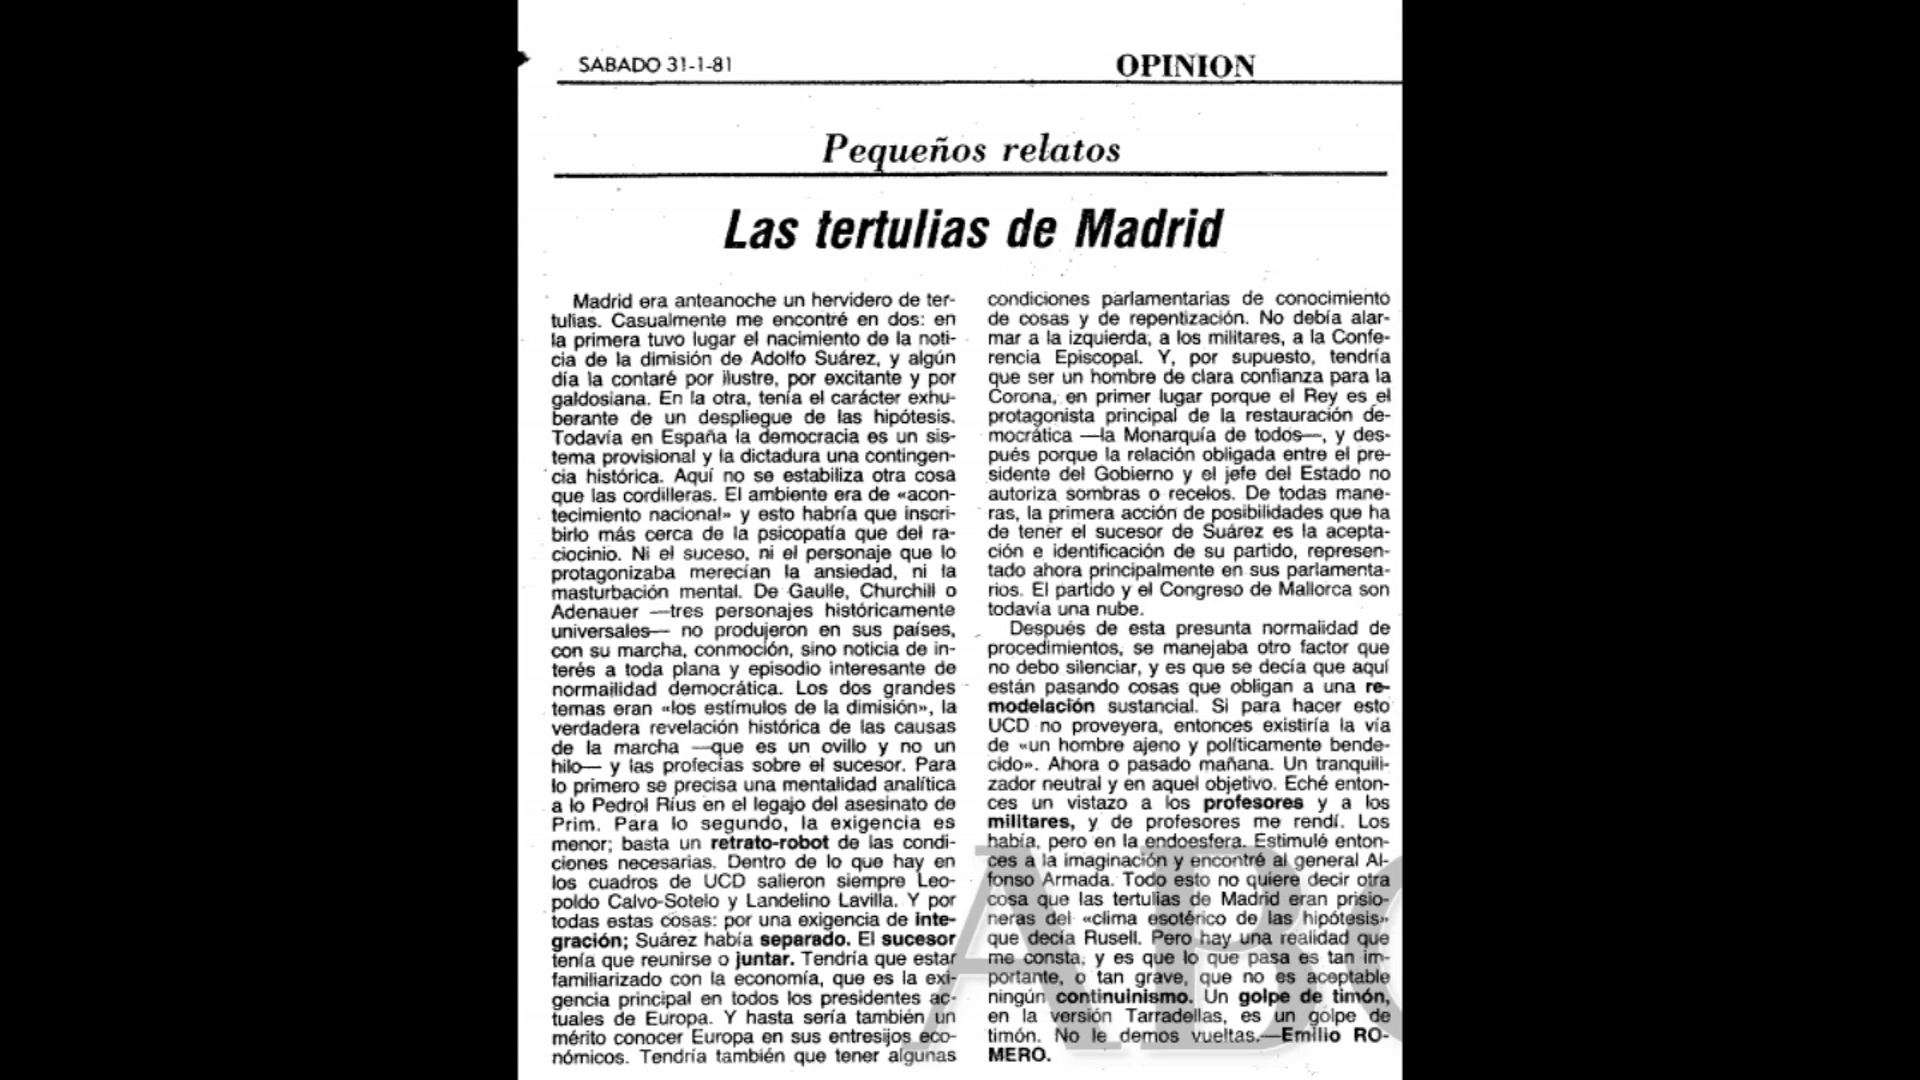 SABADO 31-1-81
OPINION
Pequeños relatos
Las tertulias de Madrid
Madrid era anteanoche un hervidero de ter-
tulias. Casualmente me encontré en dos: en
la primera tuvo lugar el nacimiento de la noti-
cia de la dimisión de Adolfo Suárez, y algún
día la contaré por ilustre, por excitante y por
galdosiana. En la otra, tenía el carácter exhu-
berante de un despliegue de las hipótesis.
Todavía en España la democracia es un sis-
tema provisional y la dictadura una contingen-
cia histórica. Aquí no se estabiliza otra cosa
que las cordilleras. El ambiente era de «acon-
tecimiento nacional» y esto habría que inscri-
birlo más cerca de la psicopatía que del ra-
ciocinio. Ni el suceso, ni el personaje que lo
protagonizaba merecían la ansiedad, ni la
masturbación mental. De Gaulle, Churchill o
Adenauer —tres personajes históricamente
universales— no produjeron en sus países,
con su marcha, conmoción, sino noticia de in-
terés a toda plana y episodio interesante de
normailidad democrática. Los dos grandes
temas eran «los estímulos de la dimisión», la
verdadera revelación histórica de las causas
de la marcha —que es un ovillo y no un
hilo— y las profecías sobre el sucesor. Para
lo primero se precisa una mentalidad analítica
a lo Pedrol Ríus en el legajo del asesinato de
Prim. Para lo segundo, la exigencia es
menor; basta un retrato-robot de las condi-
ciones necesarias. Dentro de lo que hay en
los cuadros de UCD salieron siempre Leo-
poldo Calvo-Sotelo y Landelino Lavilla. Y por
todas estas cosas: por una exigencia de inte-
gración; Suárez había separado. El sucesor
tenía que reunirse o juntar. Tendría que estar
familiarizado con la economía, que es la exi-
gencia principal en todos los presidentes ac-
tuales de Europa. Y hasta sería también un
mérito conocer Europa en sus entresijos eco-
nómicos. Tendría también que tener algunas
condiciones parlamentarias de conocimiento
de cosas y de repentización. No debía alar-
mar a la izquierda, a los militares, a la Confe-
rencia Episcopal. Y, por supuesto, tendría
que ser un hombre de clara confianza para la
Corona, en primer lugar porque el Rey es el
protagonista principal de la restauración de-
mocrática —la Monarquía de todos—, y des-
pués porque la relación obligada entre el pre-
sidente del Gobierno y el jefe del Estado no
autoriza sombras o recelos. De todas mane-
ras, la primera acción de posibilidades que ha
de tener el sucesor de Suárez es la acepta-
ción e identificación de su partido, represen-
tado ahora principalmente en sus parlamenta-
rios. El partido y el Congreso de Mallorca son
todavía una nube.
Después de esta presunta normalidad de
procedimientos, se manejaba otro factor que
no debo silenciar, y es que se decía que aquí
están pasando cosas que obligan a una re-
modelación sustancial. Si para hacer esto
UCD no proveyera, entonces existiría la vía
de «un hombre ajeno y políticamente bende-
cido». Ahora o pasado mañana. Un tranquili-
zador neutral y en aquel objetivo. Eché enton-
ces un vistazo a los profesores y a los
militares, y de profesores me rendí. Los
había, pero en la endoesfera. Estimulé enton-
ces a la imaginación y encontré al general Al-
fonso Armada. Todo esto no quiere decir otra
cosa que las tertulias de Madrid eran prisio-
neras del «clima esotérico de las hipótesis»
que decía Rusell. Pero hay una realidad que
me consta, y es que lo que pasa es tan im-
portante, o tan grave, que no es aceptable
ningún continuinismo. Un golpe de timón,
en la versión Tarradellas, es un golpe de
timón. No le demos vueltas.—Emilio RO-
MERO.
ABC